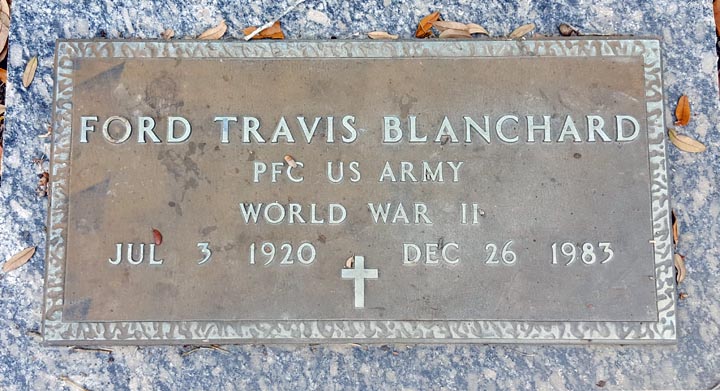 FORD TRAVIS BLANCHARD
PFC US ARMY
WORLD WAR II
JUL 3 1920 DEC 26 1983